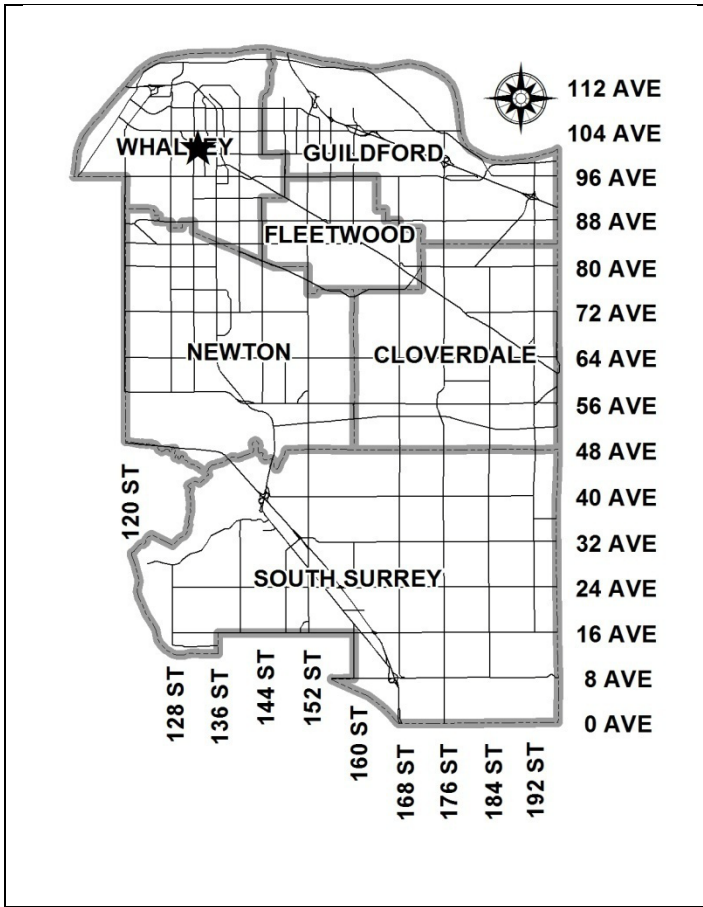 112 AVE
104 AVE
WHALLEY
GUILDFORD
96 AVE
88 AVE
FLEETWOOD
80 AVE
72 AVE
NEWTON
CLOVERDALE
64 AVE
56 AVE
48 AVE
120 ST
40 AVE
32 AVE
SOUTH SURREY
24 AVE
16 AVE
8 AVE
0 AVE
128 ST
136 ST
144 ST
152 ST
160 ST
168 ST
176 ST
184 ST
192 ST